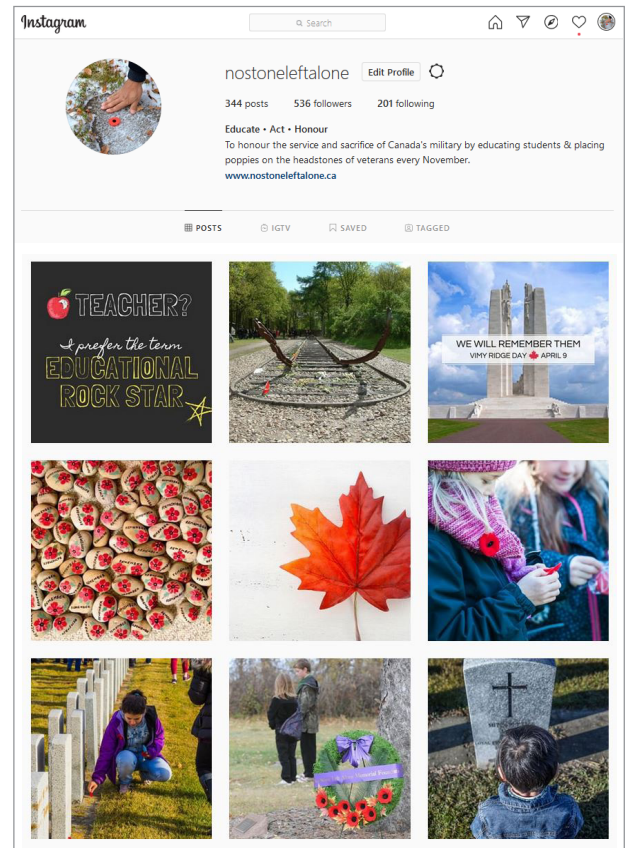 Instagram
Search
nostoneleftalone Edit Profile
344 posts 536 followers 201 following
Educate • Act • Honour
To honour the service and sacrifice of Canada's military by educating students & placing
poppies on the headstones of veterans every November.
www.nostoneleftalone.ca
POSTS IGTV SAVED TAGGED
TEACHER?
I prefer the term
EDUCATIONAL
ROCK STAR
WE WILL REMEMBER THEM
VIMY RIDGE DAY APRIL 9